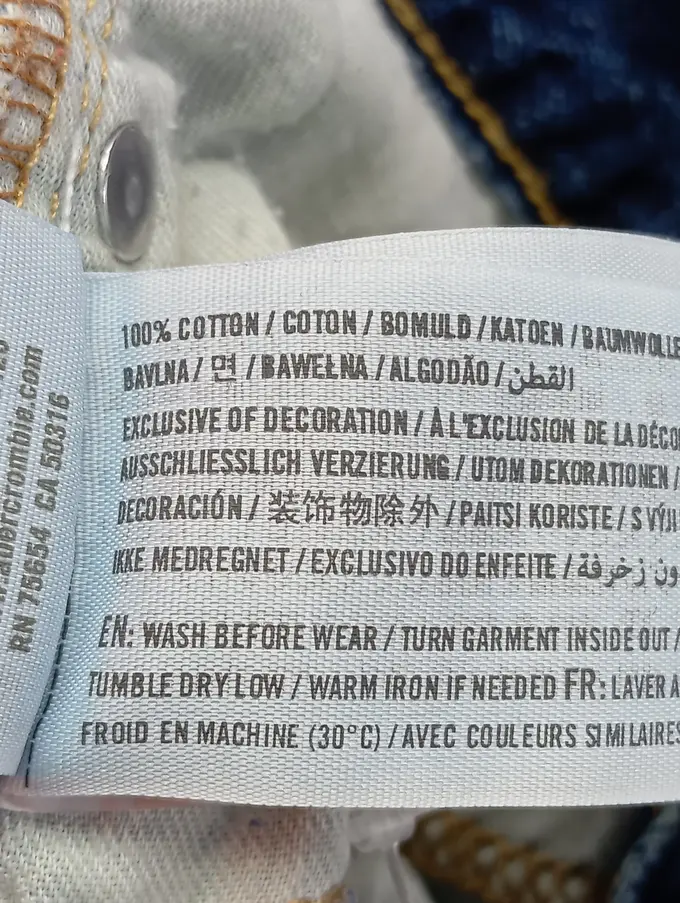 100% COTTON / COTON / BOMULD / KATOEN / BAUMWOLLE
BAVLNA / 면 / BAWEŁNA / ALGODÃO / القطن
EXCLUSIVE OF DECORATION / À L'EXCLUSION DE LA
AUSSCHLIESSLICH VERZIERUNG / UTOM DEKORATIONEN /
DECORACIÓN / 装饰物除外 / PAITSI KORISTE / S
IKKE MEDREGNET / EXCLUSIVO DO ENFEITE / زخرفة
EN: WASH BEFORE WEAR / TURN GARMENT INSIDE OUT /
TUMBLE DRY LOW / WARM IRON IF NEEDED FR: LAVER
FROID EN MACHINE (30°C) / AVEC COULEURS SIMILAIRES
.abercrombie.com
RN 75654 CA 50316